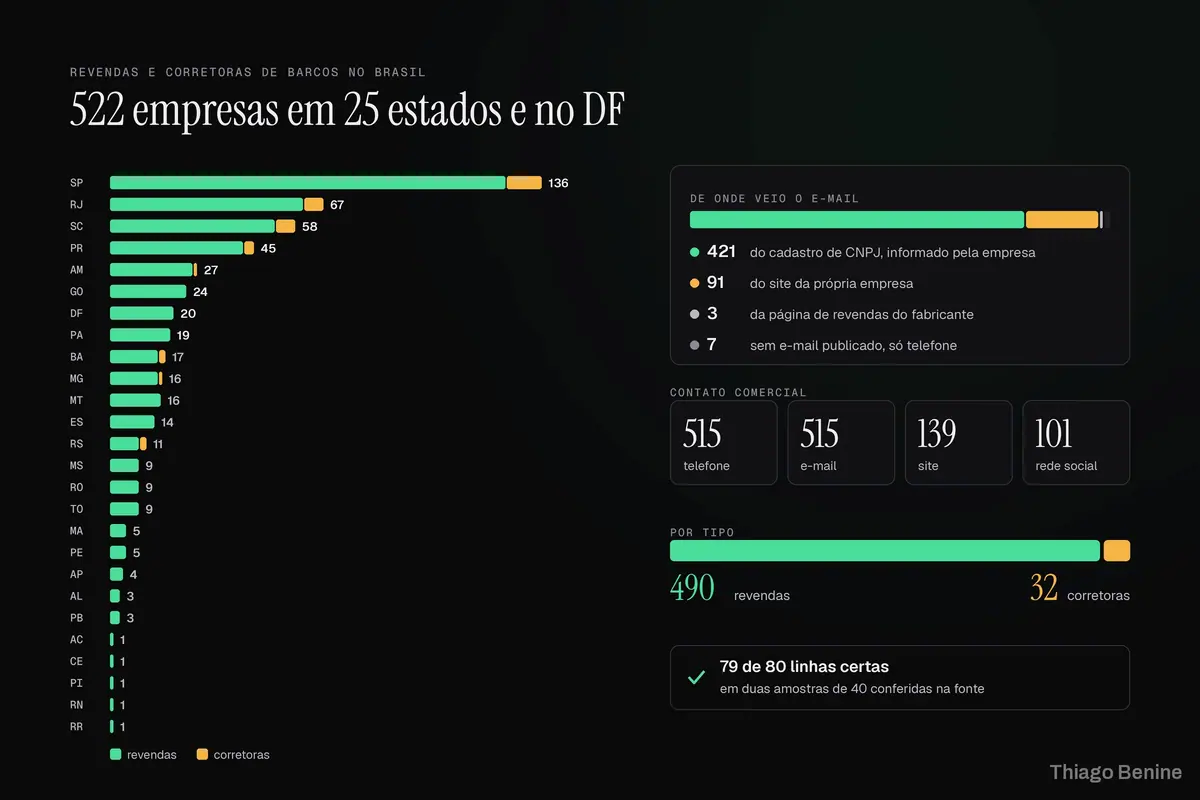 REVENDAS E CORRETORAS DE BARCOS NO BRASIL
522 empresas em 25 estados e no DF
SP 136
RJ 67
SC 58
PR 45
AM 27
GO 24
DF 20
PA 19
BA 17
MG 16
MT 16
ES 14
RS 11
MS 9
RO 9
TO 9
MA 5
PE 5
AP 4
AL 3
PB 3
AC 1
CE 1
PI 1
RN 1
RR 1
revendas corretoras
DE ONDE VEIO O E-MAIL
421 do cadastro de CNPJ, informado pela empresa
91 do site da própria empresa
3 da página de revendas do fabricante
7 sem e-mail publicado, só telefone
CONTATO COMERCIAL
515 515 139 101
telefone e-mail site rede social
POR TIPO
490 revendas 32 corretoras
79 de 80 linhas certas
em duas amostras de 40 conferidas na fonte
Thiago Benine